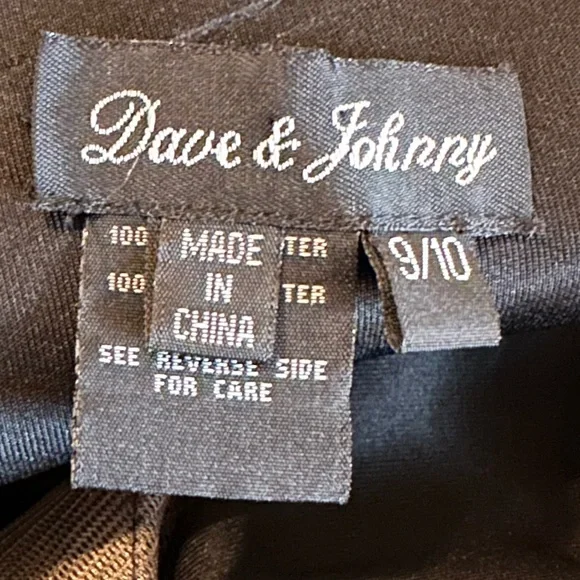 Dave & Johnny
100 TER
100 TER
SEE REVERSE SIDE
FOR CARE
MADE
IN
CHINA
9/10